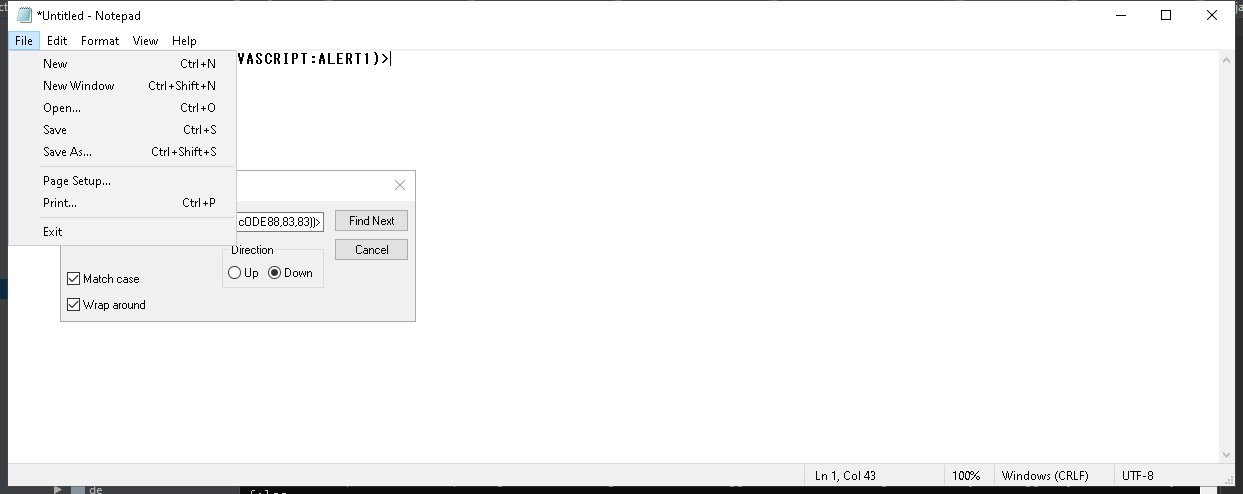 *Untitled - Notepad
File Edit Format View Help
VASCRIPT:ALERT1)>
New Ctrl+N
New Window Ctrl+Shift+N
Open... Ctrl+O
Save Ctrl+S
Save As... Ctrl+Shift+S
Page Setup...
Print... Ctrl+P
Exit
cODE88,83,83))> Find Next
Direction Cancel
Up Down
Match case
Wrap around
Ln 1, Col 43 100% Windows (CRLF) UTF-8
de